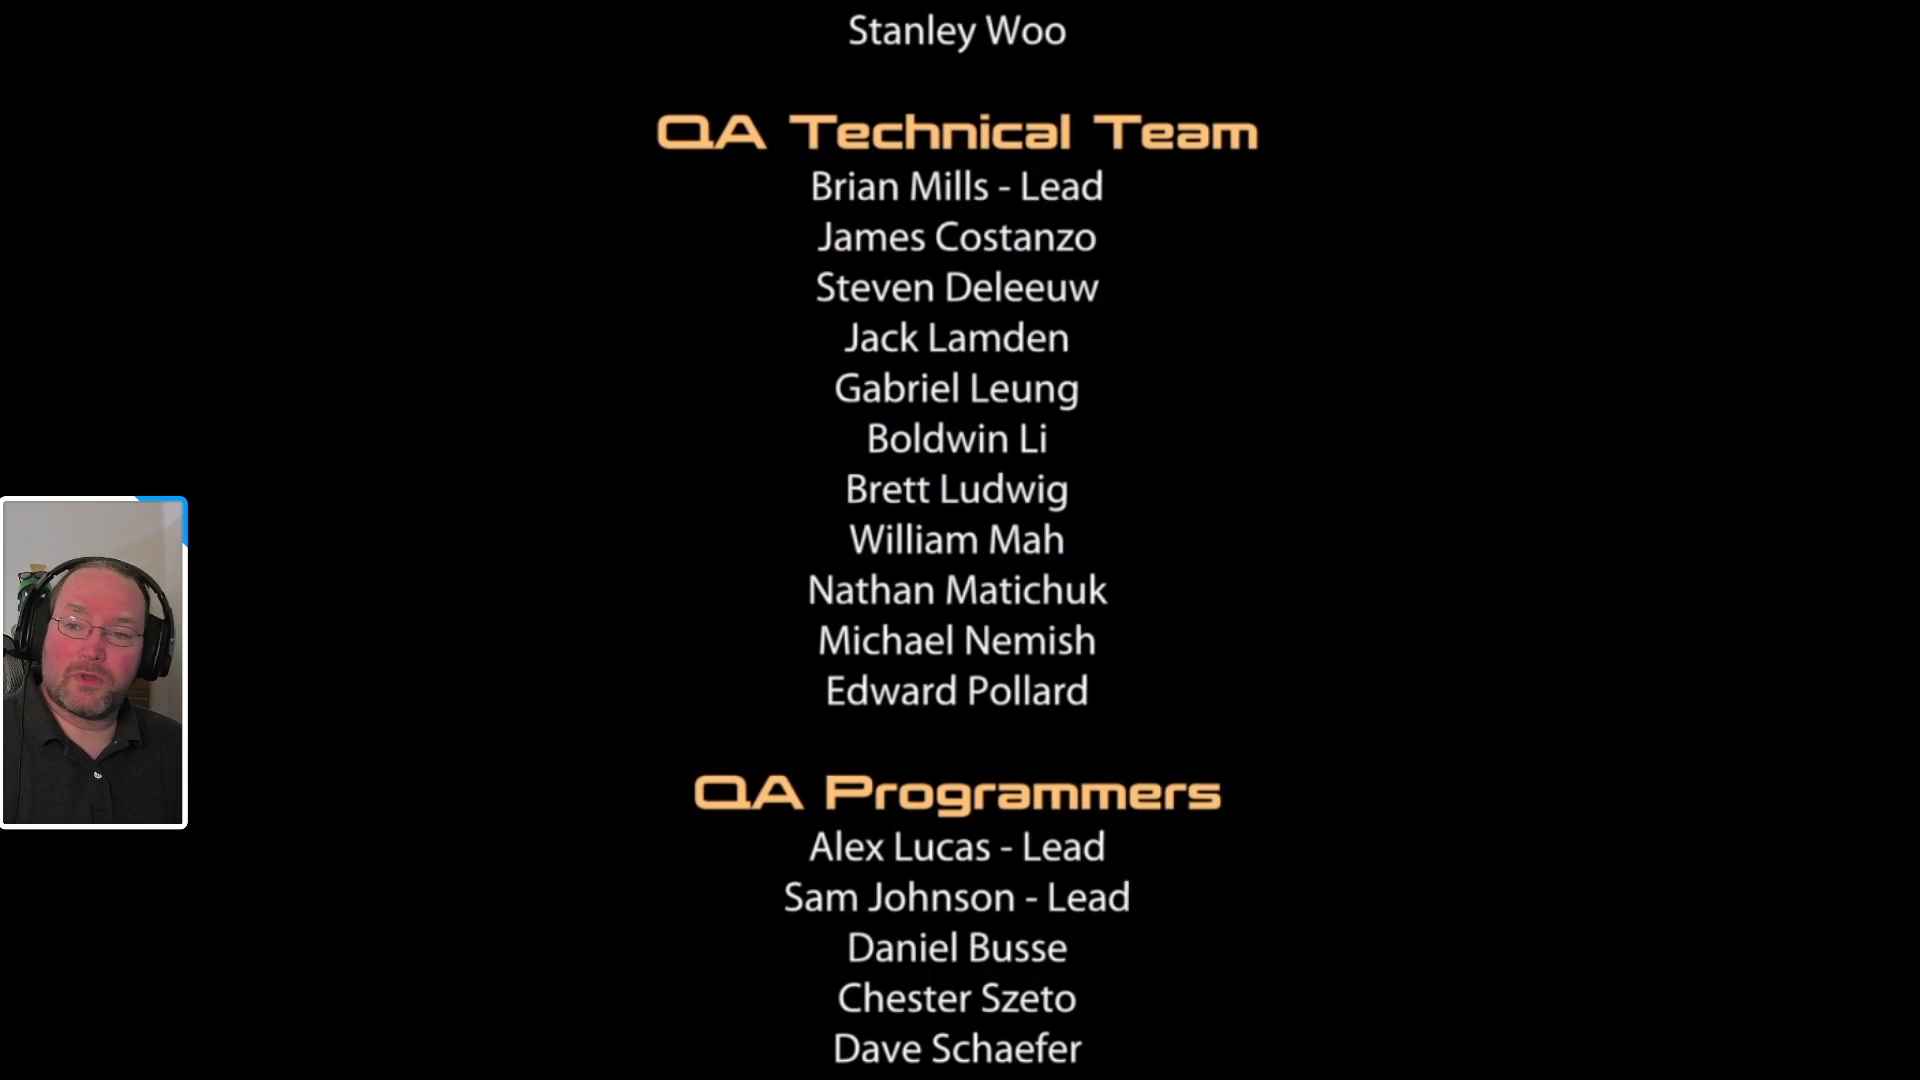 Stanley Woo
QA Technical Team
Brian Mills - Lead
James Costanzo
Steven Deleeuw
Jack Lamden
Gabriel Leung
Boldwin Li
Brett Ludwig
William Mah
Nathan Matichuk
Michael Nemish
Edward Pollard
QA Programmers
Alex Lucas - Lead
Sam Johnson - Lead
Daniel Busse
Chester Szeto
Dave Schaefer